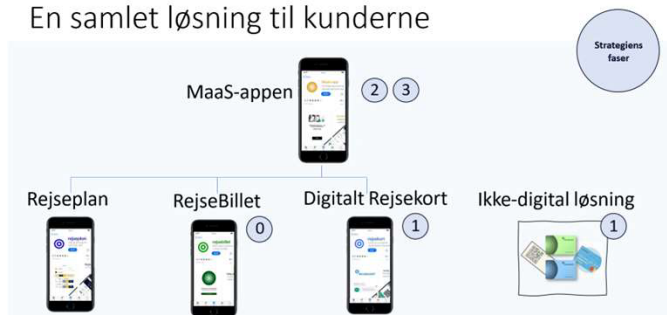 En samlet løsning til kunderne
Strategiens
faser
MaaS-appen
2
3
Rejseplan
RejseBillet
0
Digitalt Rejsekort
1
Ikke-digital løsning
1